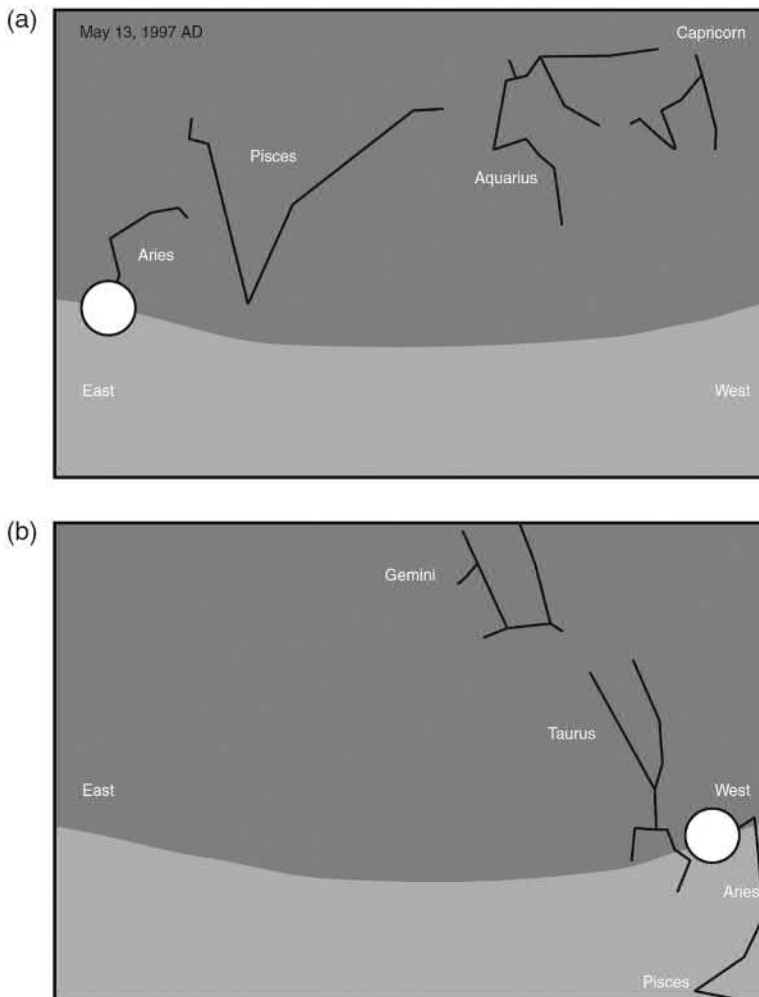 (a)
May 13, 1997 AD
Capricorn
Pisces
Aquarius
Aries
East
West
(b)
Gemini
Taurus
East
West
Aries
Pisces